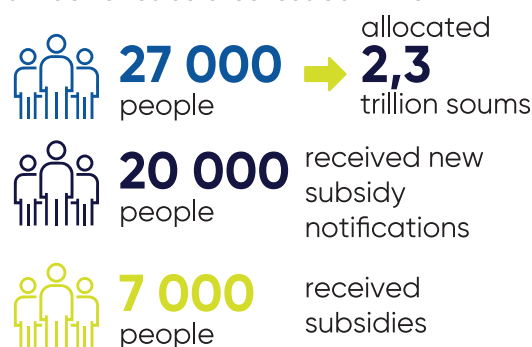 27 000
people
allocated
2,3
trillion soums
20 000
people
received new
subsidy
notifications
7 000
people
received
subsidies